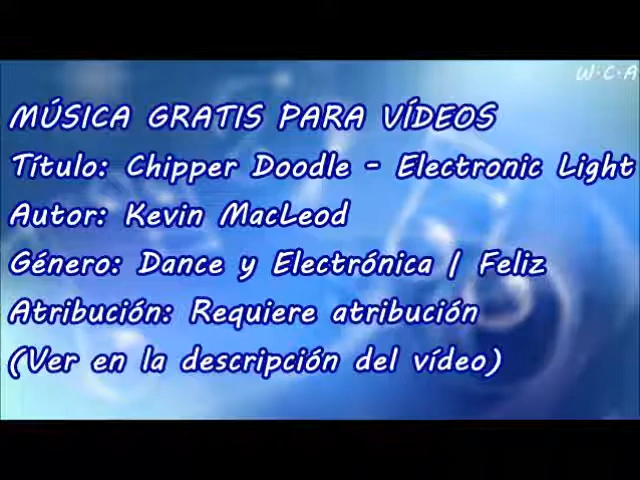 W.C.A
MÚSICA GRATIS PARA VÍDEOS
Título: Chipper Doodle - Electronic Light
Autor: Kevin MacLeod
Género: Dance y Electrónica | Feliz
Atribución: Requiere atribución
(Ver en la descripción del vídeo)